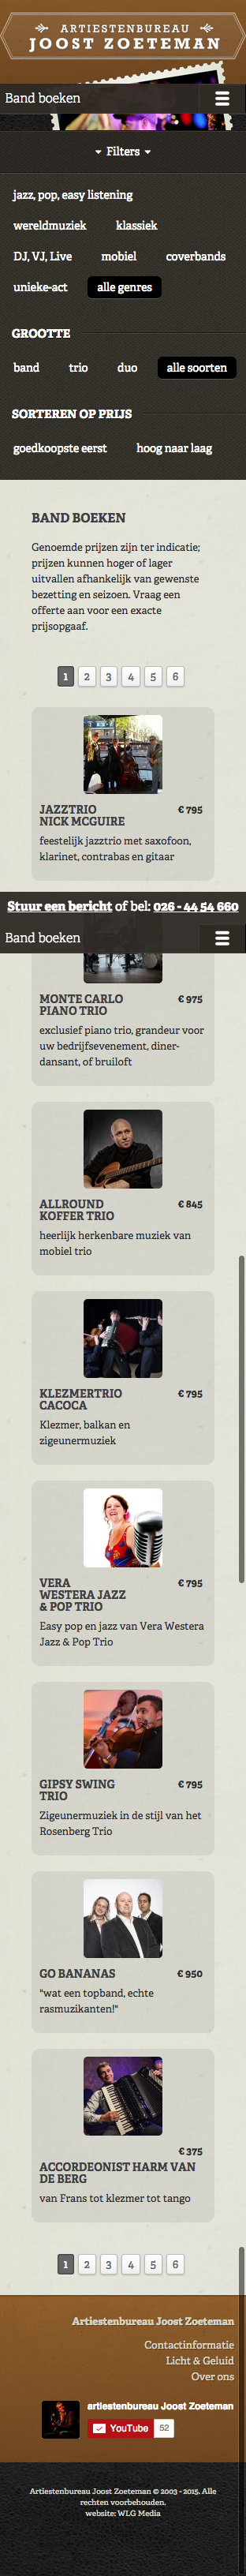 ARTIESTENBUREAU
JOOST ZOETEMAN
Band boeken
Filters
jazz, pop, easy listening
wereldmuziek klassiek
DJ, VJ, Live mobiel coverbands
unieke-act alle genres
GROOTTE
band trio duo alle soorten
SORTEREN OP PRIJS
goedkoopste eerst hoog naar laag
BAND BOEKEN
Genoemde prijzen zijn ter indicatie;
prijzen kunnen hoger of lager
uitvallen afhankelijk van gewenste
bezetting en seizoen. Vraag een
offerte aan voor een exacte
prijsopgaaf.
1 2 3 4 5 6
JAZZTRIO € 795
NICK MCGUIRE
feestelijk jazztrio met saxofoon,
klarinet, contrabas en gitaar
Stuur een bericht of bel: 026 - 44 54 660
Band boeken
MONTE CARLO € 975
PIANO TRIO
exclusief piano trio, grandeur voor
uw bedrijfsevenement, diner-
dansant, of bruiloft
ALLROUND € 845
KOFFER TRIO
heerlijk herkenbare muziek van
mobiel trio
KLEZMERTRIO € 795
CACOCA
Klezmer, balkan en
zigeunermuziek
VERA € 795
WESTERA JAZZ
& POP TRIO
Easy pop en jazz van Vera Westera
Jazz & Pop Trio
GIPSY SWING € 795
TRIO
Zigeunermuziek in de stijl van het
Rosenberg Trio
GO BANANAS € 950
"wat een topband, echte
rasmuzikanten!"
€ 375
ACCORDEONIST HARM VAN
DE BERG
van Frans tot klezmer tot tango
1 2 3 4 5 6
Artiestenbureau Joost Zoeteman
Contactinformatie
Licht & Geluid
Over ons
artiestenbureau Joost Zoeteman
YouTube 52
Artiestenbureau Joost Zoeteman © 2003 - 2015. Alle
rechten voorbehouden.
website: WLG Media